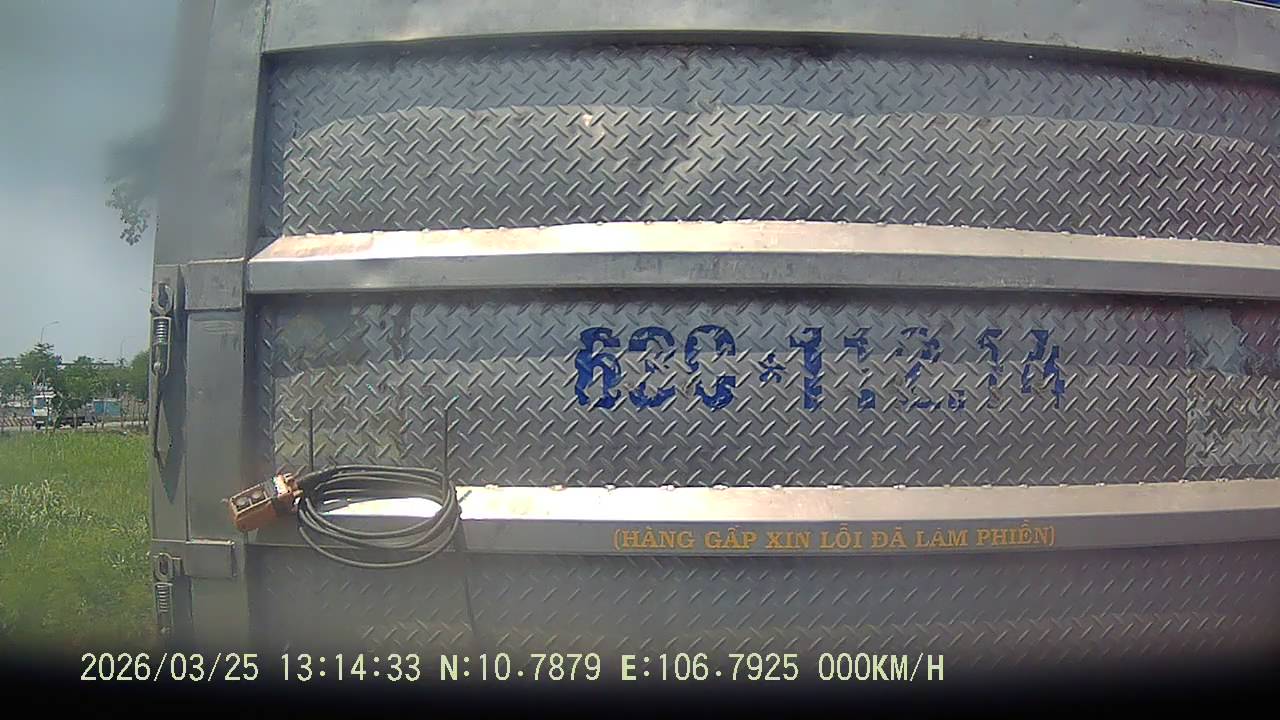 63C*112.14
(HÀNG GẤP XIN LỖI ĐÃ LÀM PHIỀN)
2026/03/25 13:14:33 N:10.7879 E:106.7925 000KM/H